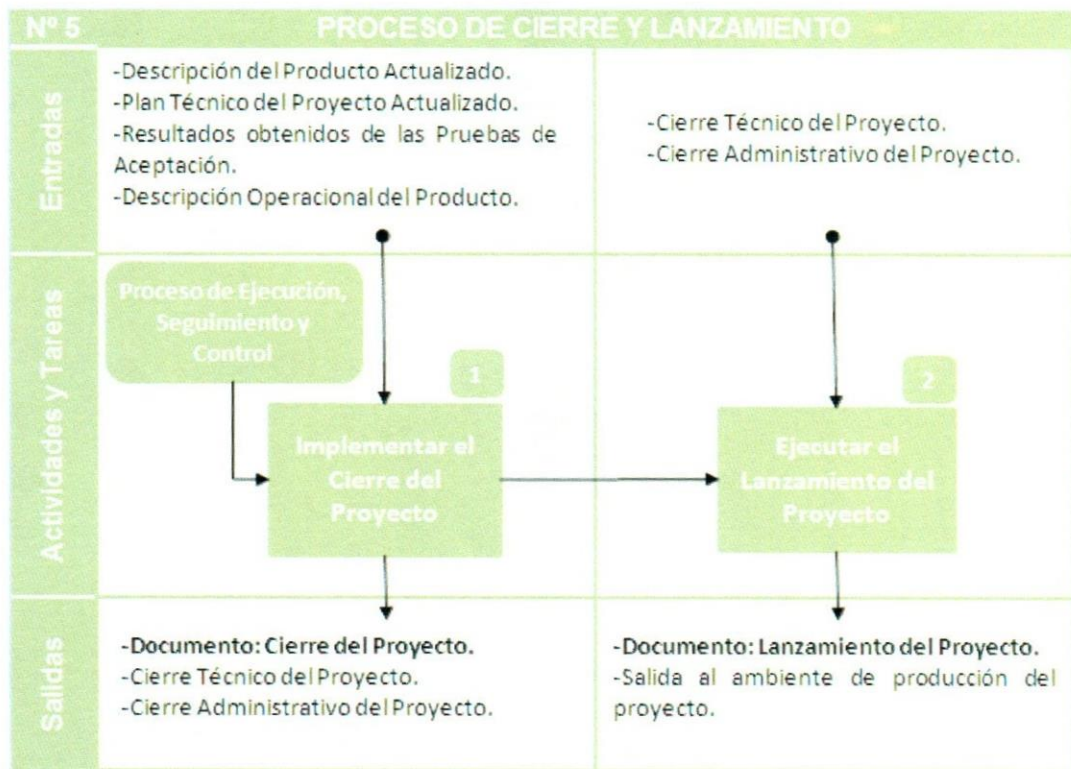 Nº 5
PROCESO DE CIERRE Y LANZAMIENTO
Entradas
-Descripción del Producto Actualizado.
-Plan Técnico del Proyecto Actualizado.
-Resultados obtenidos de las Pruebas de
Aceptación.
-Descripción Operacional del Producto.
-Cierre Técnico del Proyecto.
-Cierre Administrativo del Proyecto.
Actividades y Tareas
Proceso de Ejecución,
Seguimiento y
Control
1
Implementar el
Cierre del
Proyecto
2
Ejecutar el
Lanzamiento del
Proyecto
Salidas
-Documento: Cierre del Proyecto.
-Cierre Técnico del Proyecto.
-Cierre Administrativo del Proyecto.
-Documento: Lanzamiento del Proyecto.
-Salida al ambiente de producción del
proyecto.